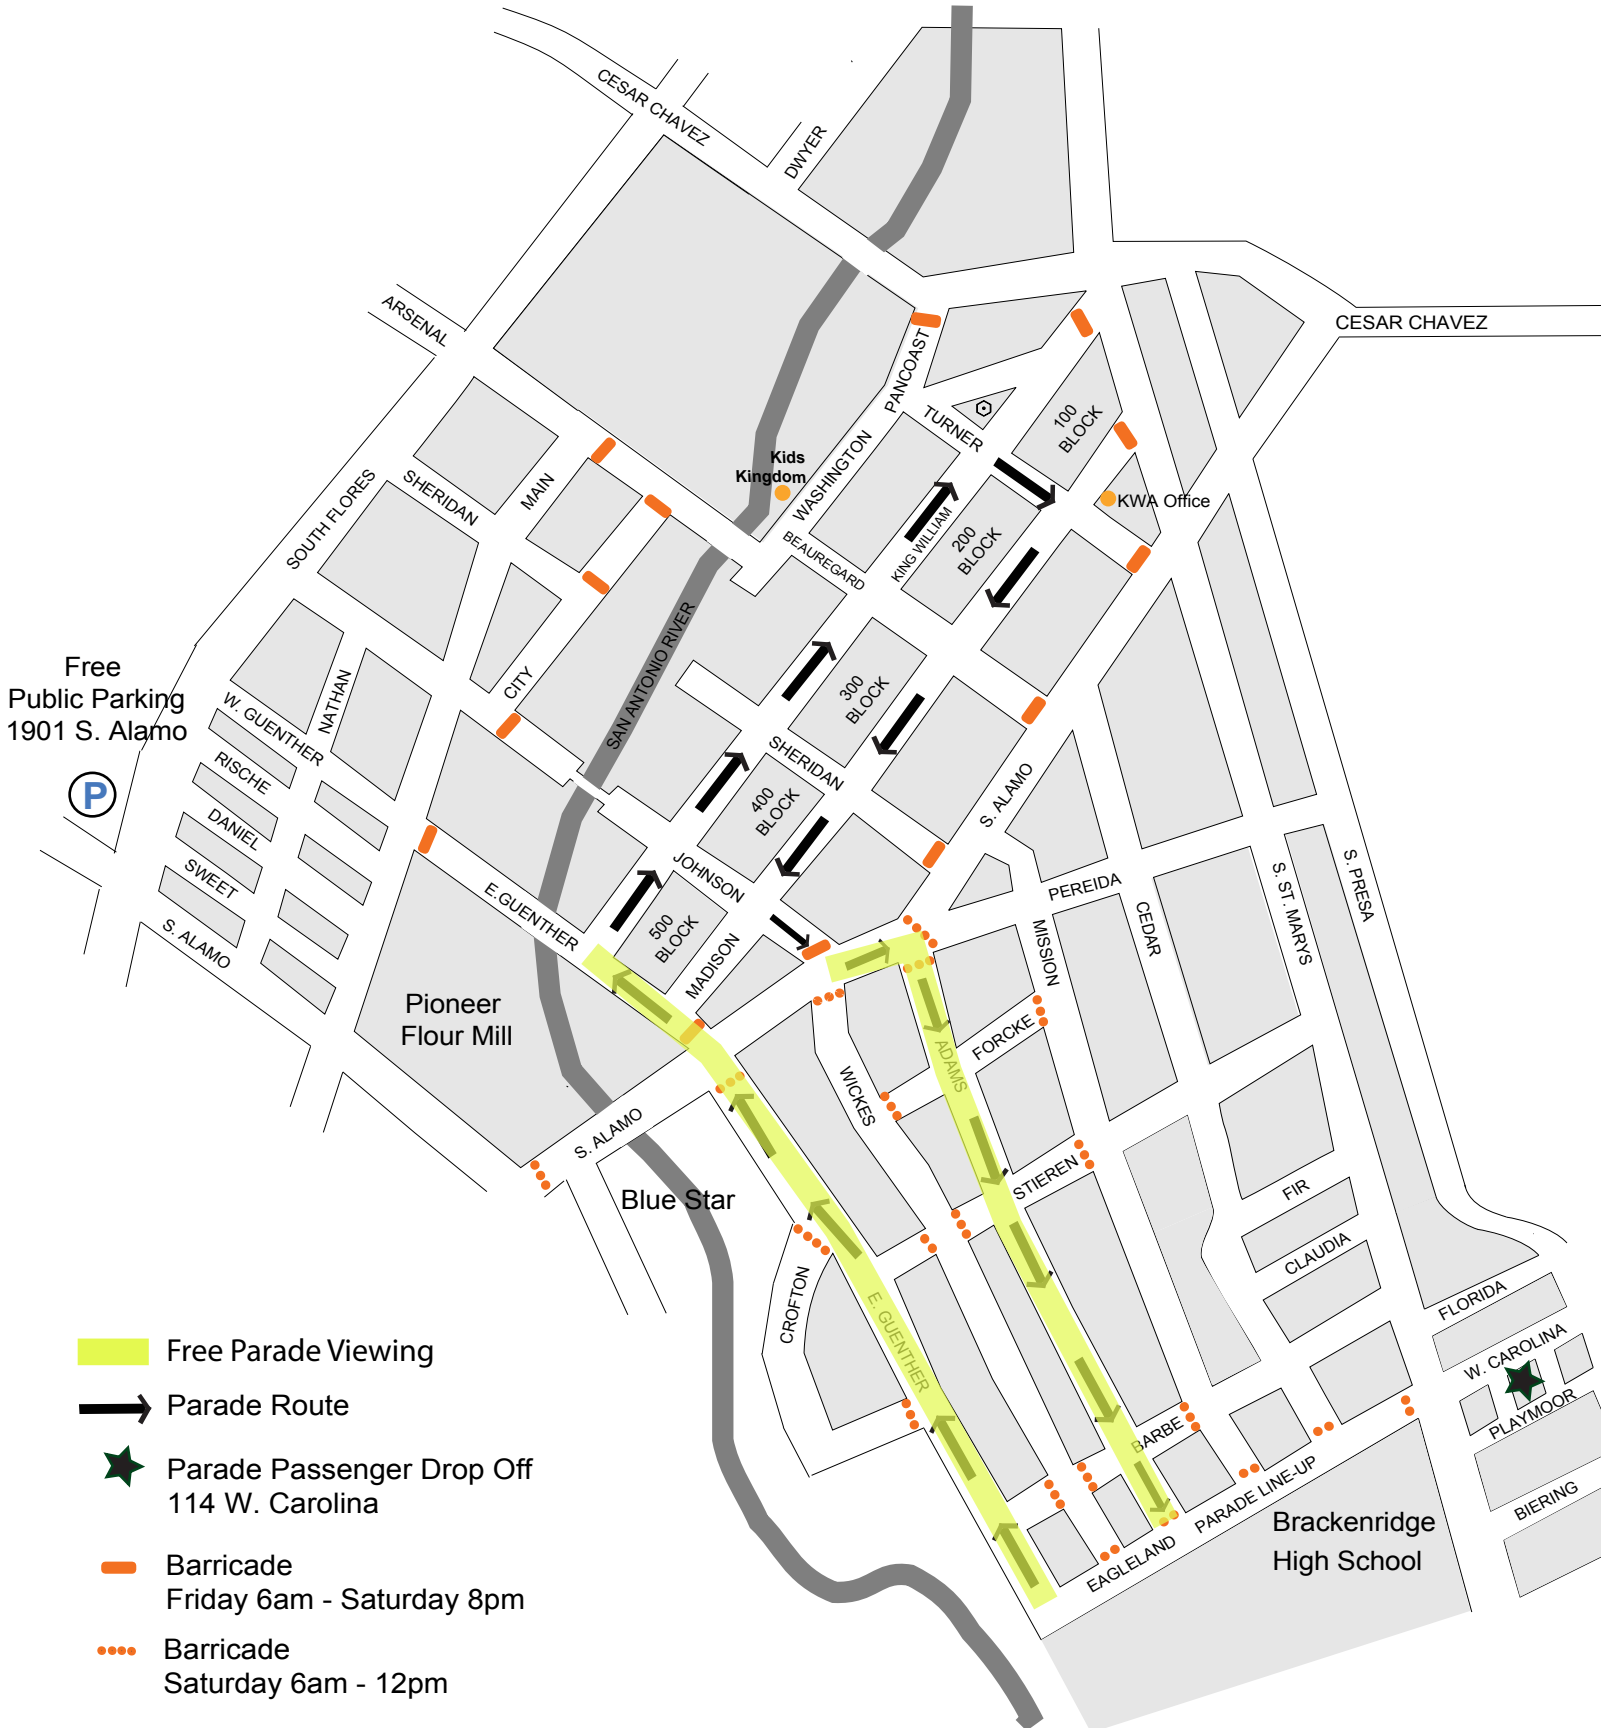 CESAR CHAVEZ
DWYER
ARSENAL
CESAR CHAVEZ
PANCOAST
TURNER
100
BLOCK
Kids
Kingdom
WASHINGTON
KWA Office
SOUTH FLORES
SHERIDAN
MAIN
BEAUREGARD
KING WILLIAM
200
BLOCK
Free
Public Parking
1901 S. Alamo
P
NATHAN
CITY
SAN ANTONIO RIVER
300
BLOCK
W. GUENTHER
RISCHE
DANIEL
SWEET
S. ALAMO
SHERIDAN
400
BLOCK
S. ALAMO
JOHNSON
E.GUENTHER
500
BLOCK
MADISON
PEREIDA
MISSION
CEDAR
S. ST. MARYS
S. PRESA
Pioneer
Flour Mill
FORCKE
ADAMS
WICKES
S. ALAMO
Blue Star
STIEREN
FIR
CLAUDIA
CROFTON
E. GUENTHER
FLORIDA
W. CAROLINA
PLAYMOOR
BIERING
BARBE
PARADE LINE-UP
EAGLELAND
Brackenridge
High School
Free Parade Viewing
Parade Route
Parade Passenger Drop Off
114 W. Carolina
Barricade
Friday 6am - Saturday 8pm
Barricade
Saturday 6am - 12pm